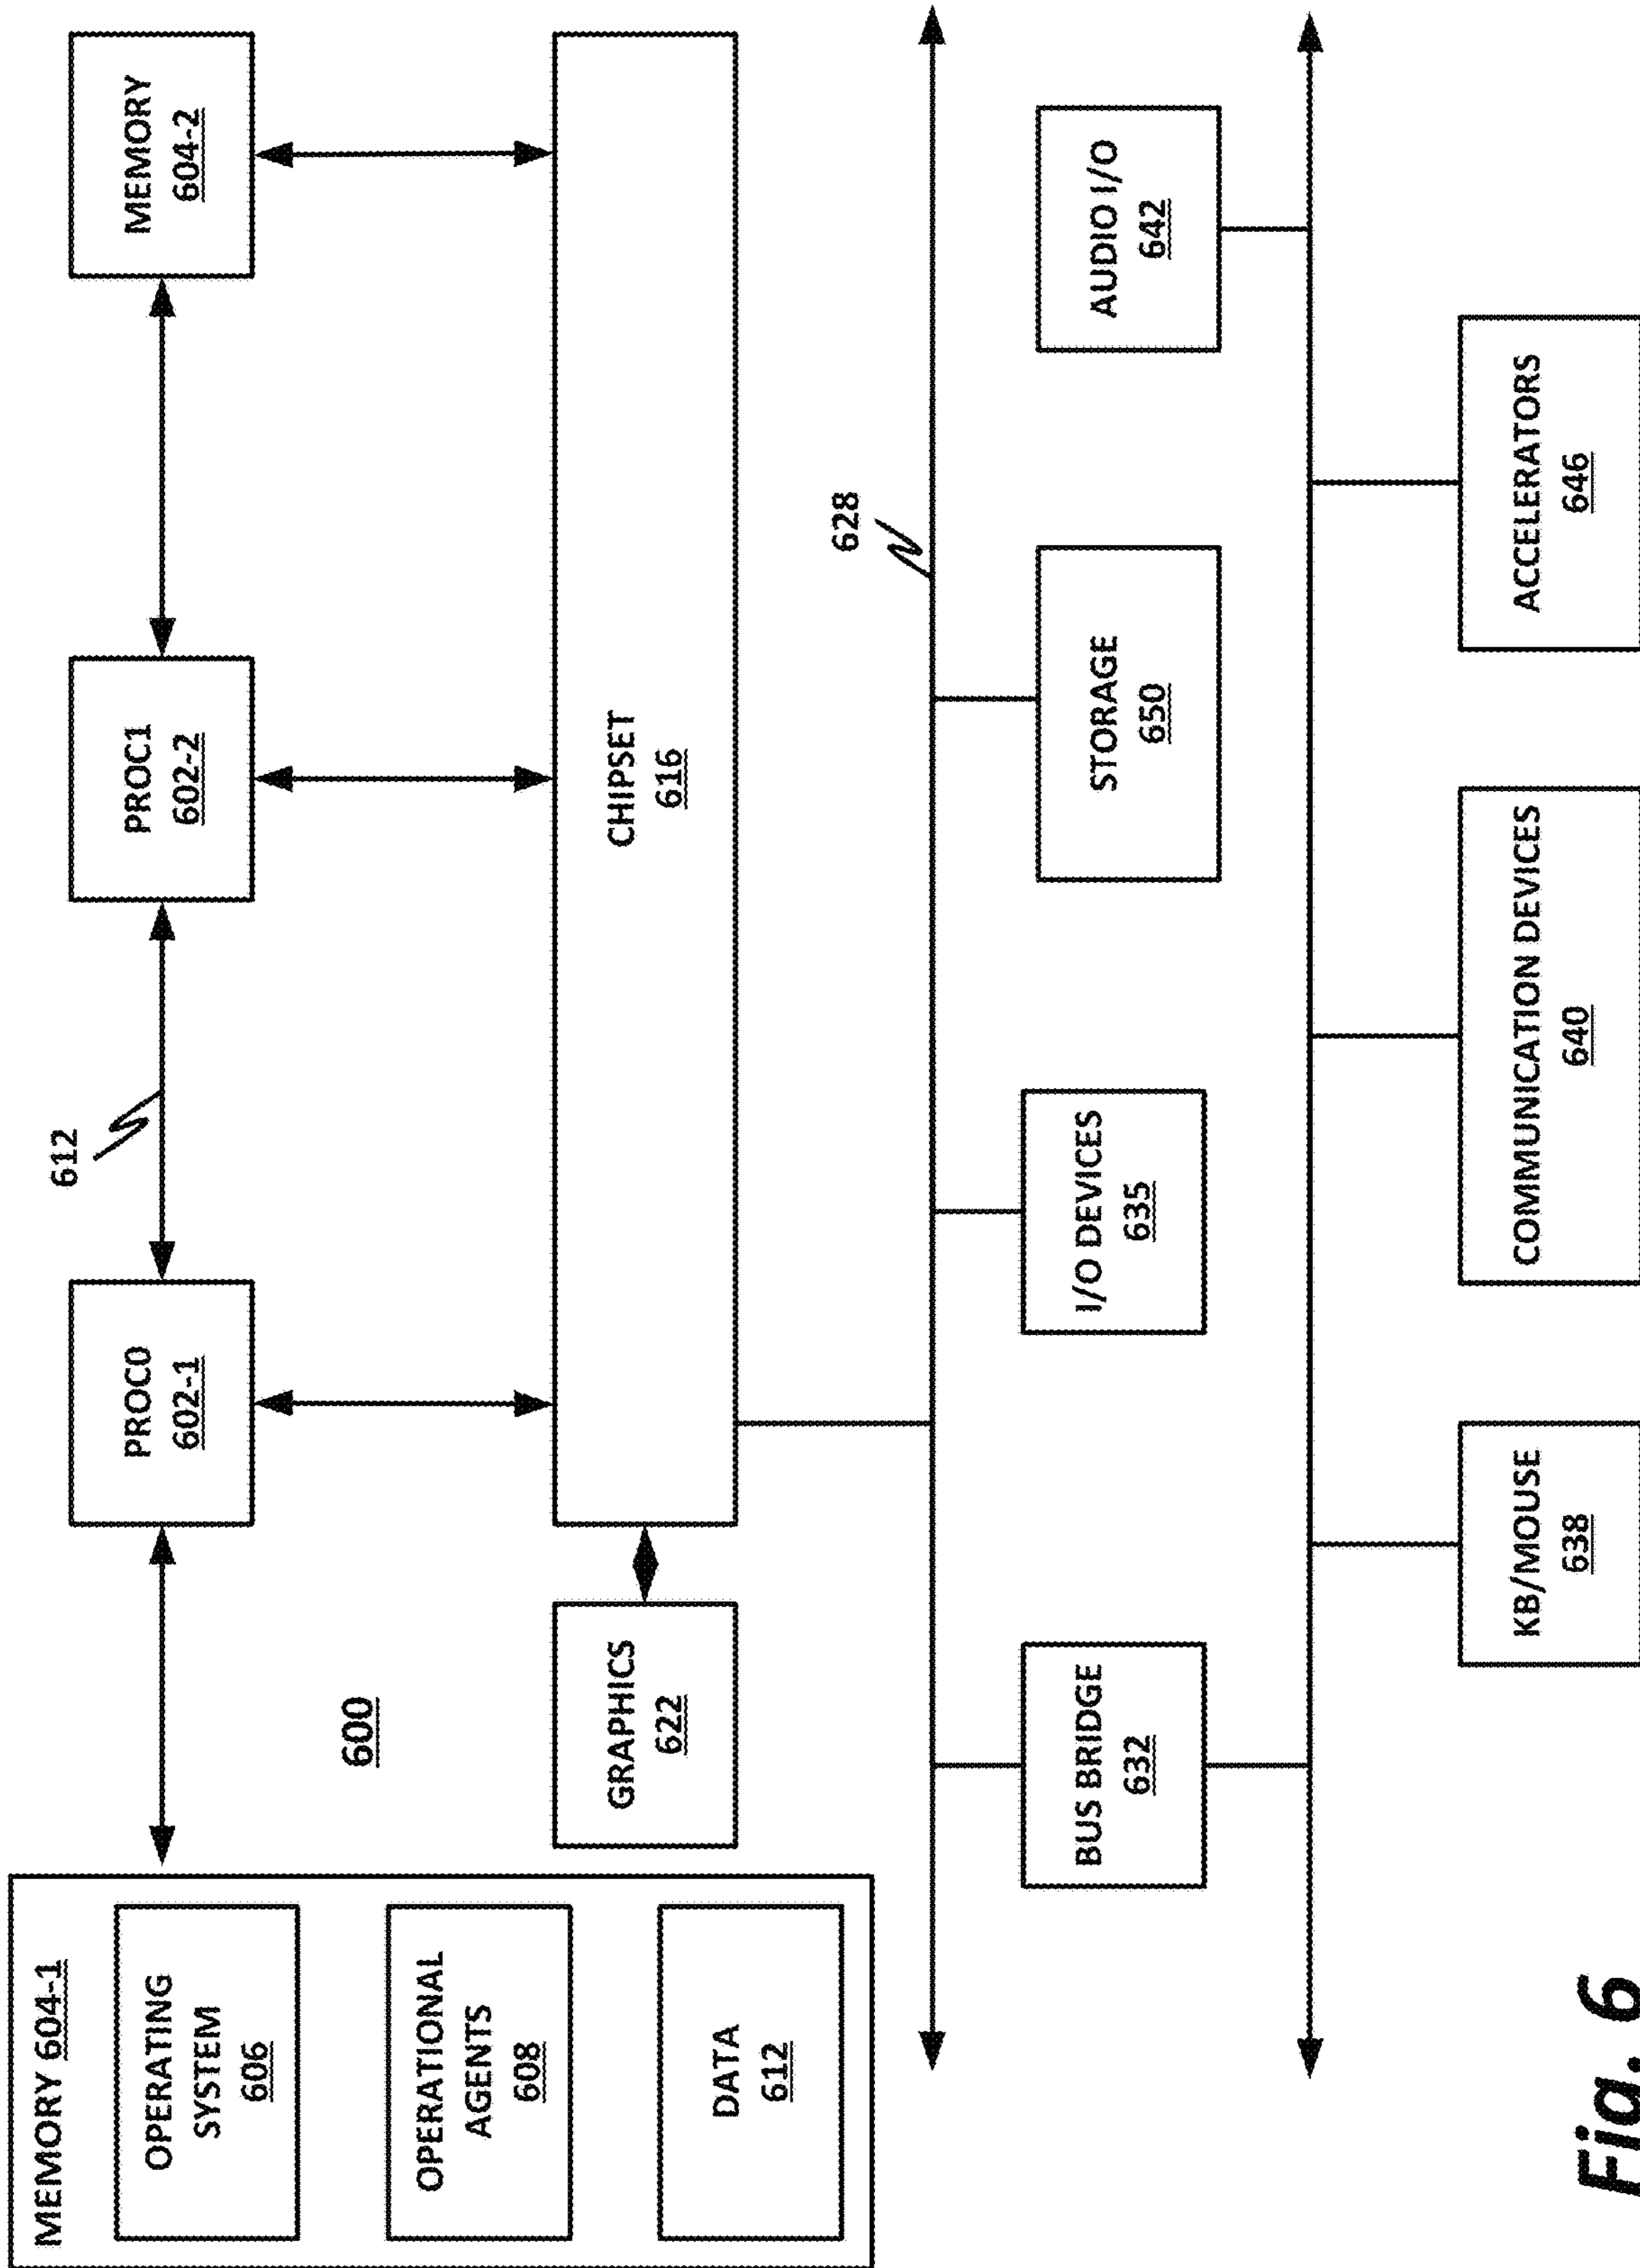 MEMORY 604-1
OPERATING
SYSTEM
606
OPERATIONAL
AGENTS
608
DATA
612
600
612
PROC0
602-1
PROC1
602-2
MEMORY
604-2
GRAPHICS
622
CHIPSET
616
628
BUS BRIDGE
632
I/O DEVICES
635
STORAGE
650
AUDIO I/O
642
KB/MOUSE
638
COMMUNICATION DEVICES
640
ACCELERATORS
646
Fig. 6